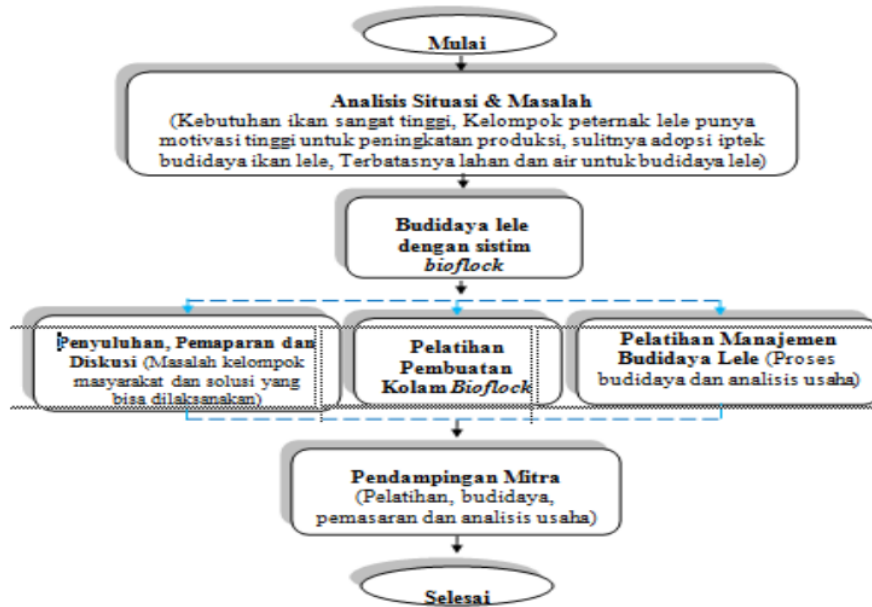 Mulai
Analisis Situasi & Masalah
(Kebutuhan ikan sangat tinggi, Kelompok peternak lele punya
motivasi tinggi untuk peningkatan produksi, sulitnya adopsi iptek
budidaya ikan lele, Terbatasnya lahan dan air untuk budidaya lele)
Budidaya lele
dengan sistim
bioflock
Penyuluhan, Pemaparan dan
Diskusi (Masalah kelompok
masyarakat dan solusi yang
bisa dilaksanakan)
Pelatihan
Pembuatan
Kolam Bioflock
Pelatihan Manajemen
Budidaya Lele (Proses
budidaya dan analisis usaha)
Pendampingan Mitra
(Pelatihan, budidaya,
pemasaran dan analisis usaha)
Selesai